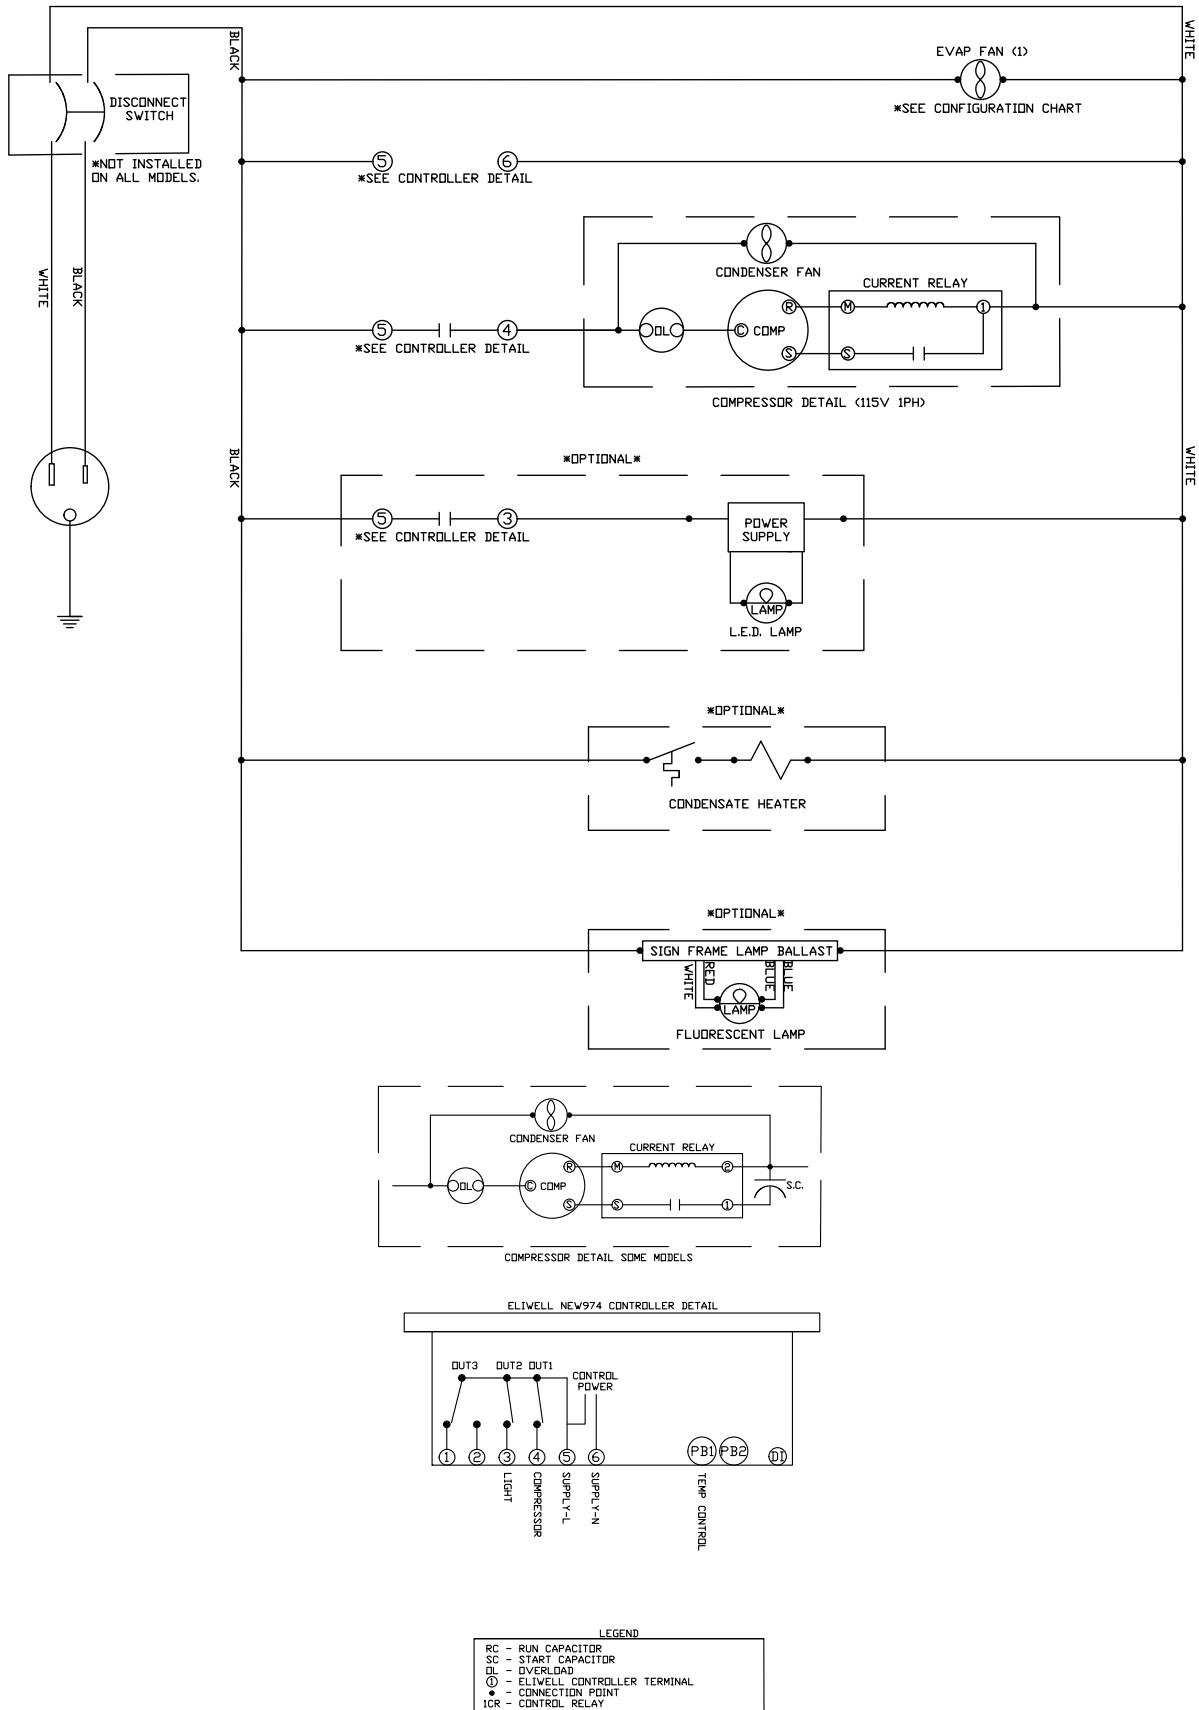 BLACK
WHITE
EVAP FAN (1)
*SEE CONFIGURATION CHART
DISCONNECT
SWITCH
*NOT INSTALLED
ON ALL MODELS.
5
6
*SEE CONTROLLER DETAIL
WHITE
BLACK
CONDENSER FAN
CURRENT RELAY
R
M
1
5
4
OL
C COMP
S
S
*SEE CONTROLLER DETAIL
COMPRESSOR DETAIL (115V 1PH)
BLACK
WHITE
*OPTIONAL*
5
3
*SEE CONTROLLER DETAIL
POWER
SUPPLY
LAMP
L.E.D. LAMP
*OPTIONAL*
CONDENSATE HEATER
*OPTIONAL*
SIGN FRAME LAMP BALLAST
WHITE
RED
BLUE
BLUE
LAMP
FLUORESCENT LAMP
CONDENSER FAN
CURRENT RELAY
R
M
2
OL
C COMP
S.C.
S
S
1
COMPRESSOR DETAIL SOME MODELS
ELIWELL NEW974 CONTROLLER DETAIL
OUT3
OUT2
OUT1
CONTROL
POWER
1
2
3
4
5
6
PB1
PB2
DI
LIGHT
COMPRESSOR
SUPPLY-L
SUPPLY-N
TEMP CONTROL
LEGEND
RC - RUN CAPACITOR
SC - START CAPACITOR
OL - OVERLOAD
1 - ELIWELL CONTROLLER TERMINAL
● - CONNECTION POINT
1CR - CONTROL RELAY